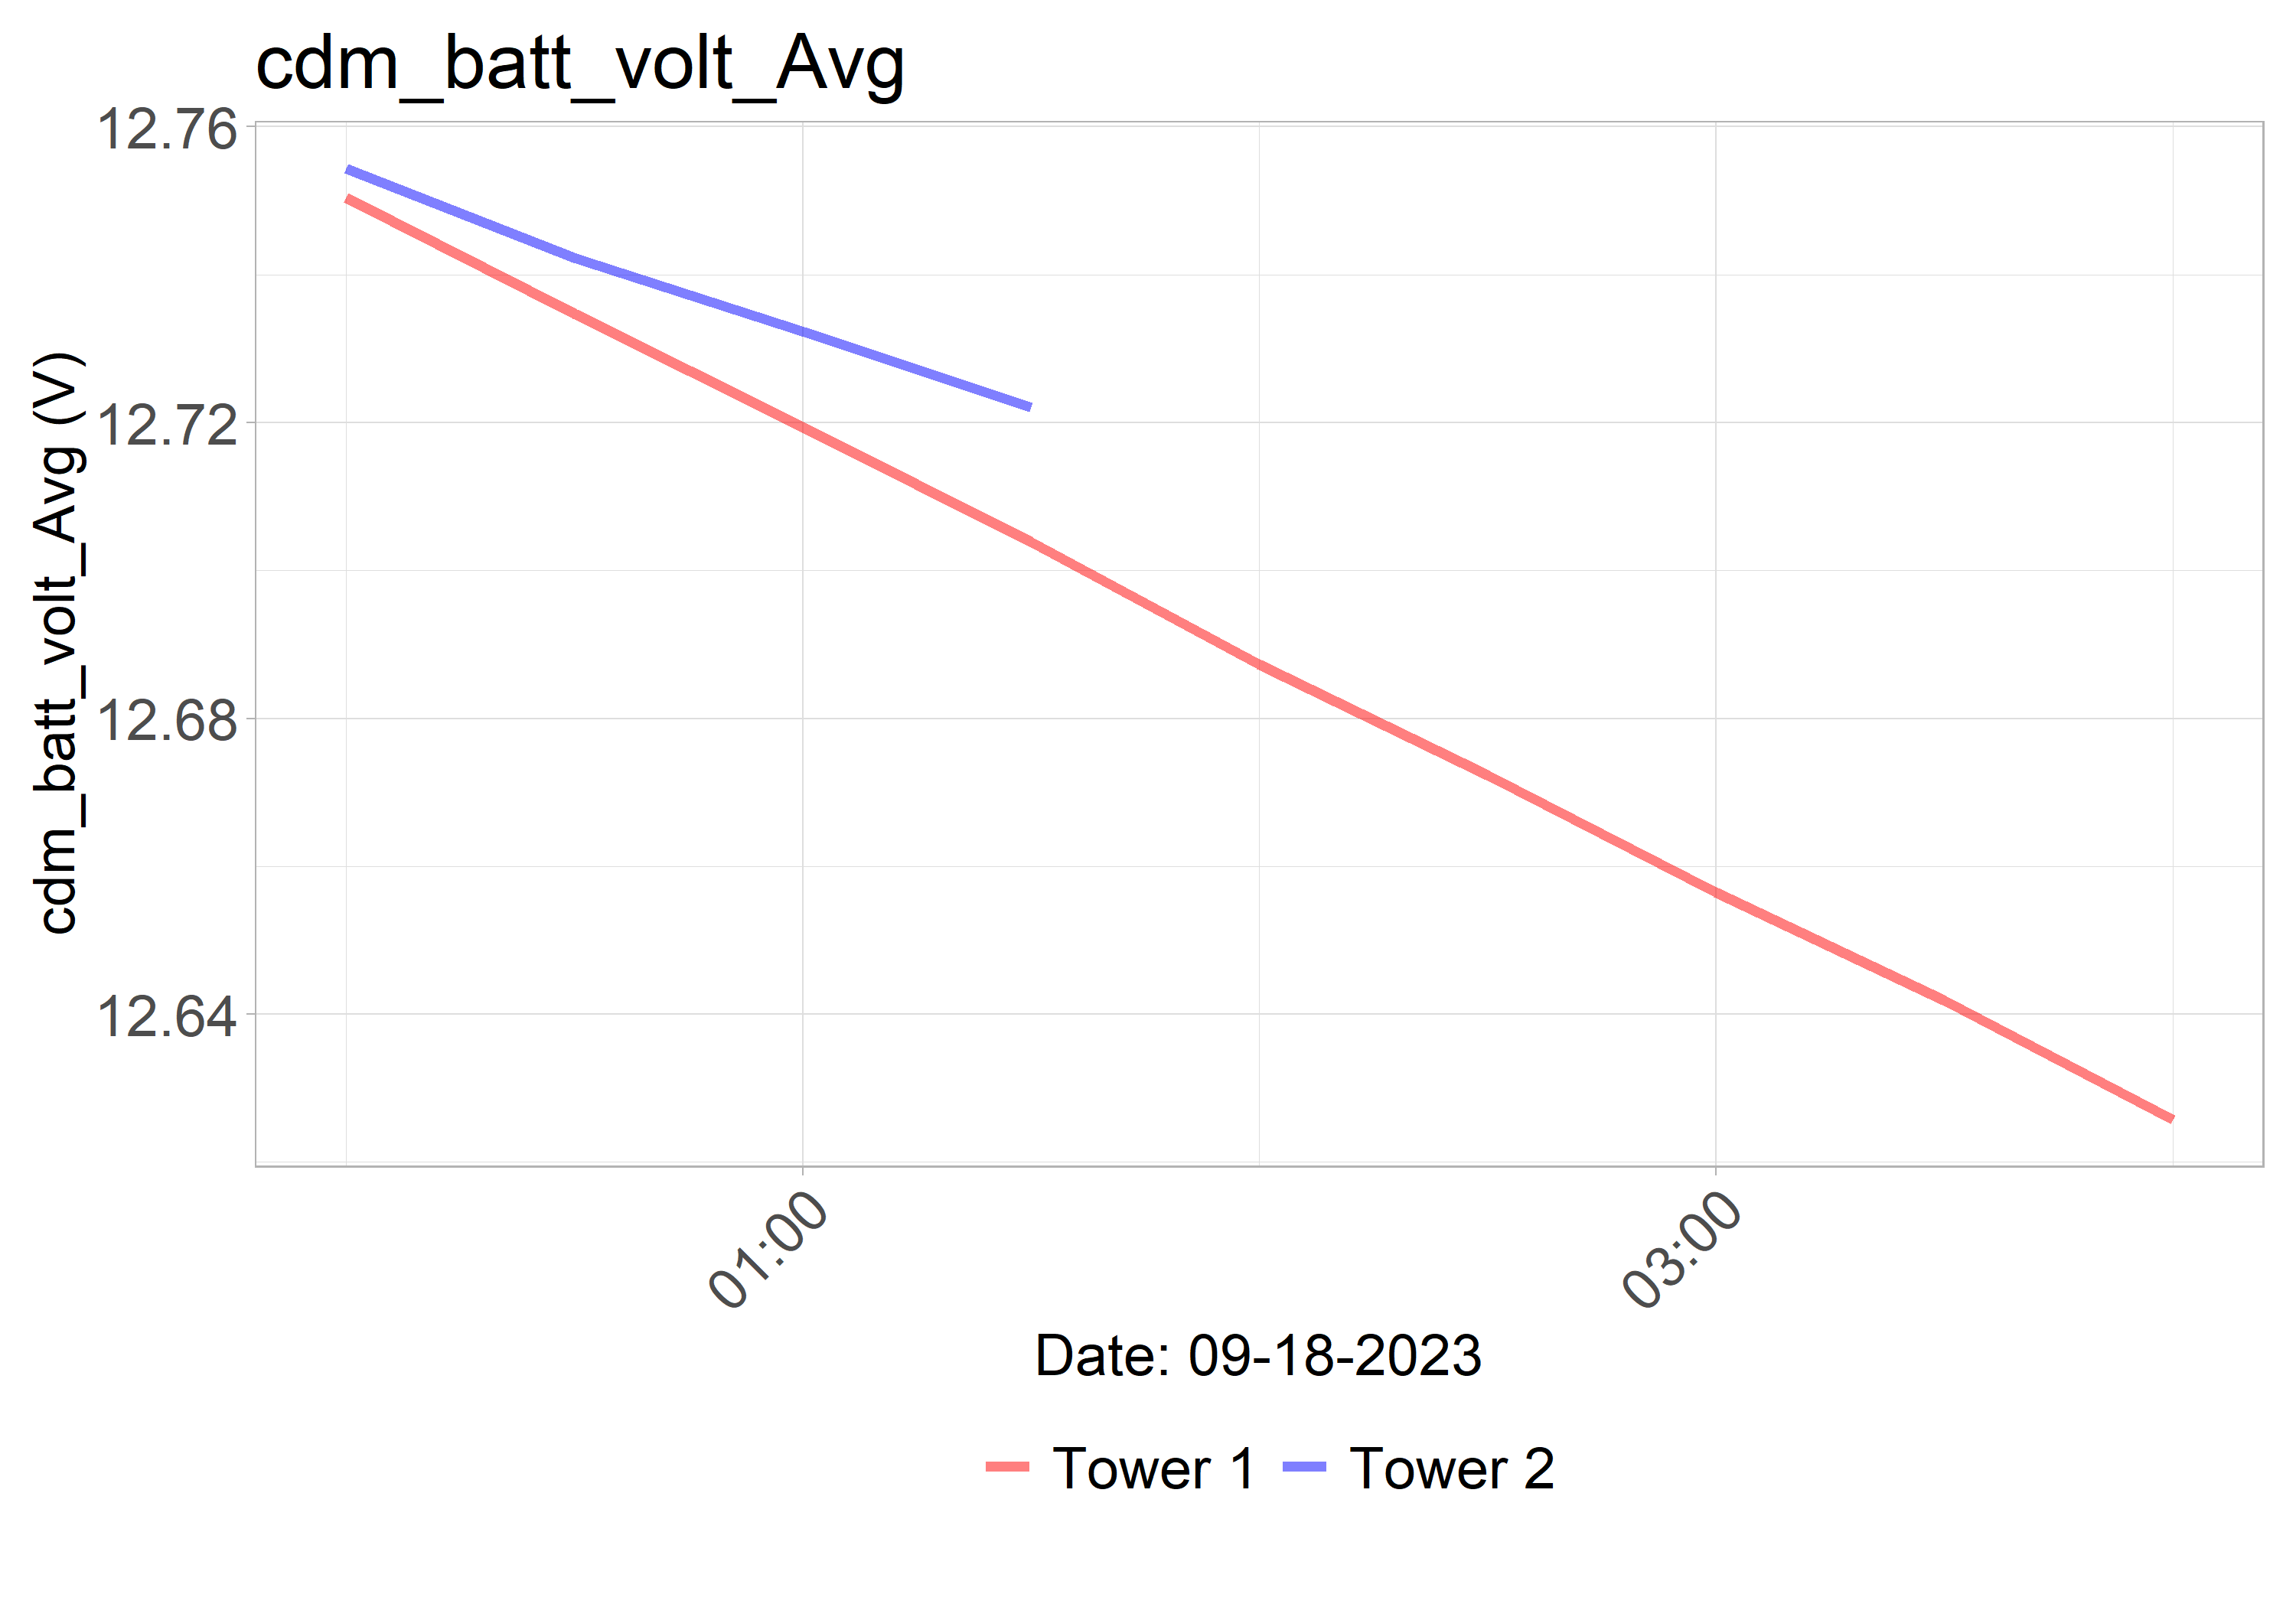 cdm_batt_volt_Avg
cdm_batt_volt_Avg (V)
12.76
12.72
12.68
12.64
01:00
03:00
Date: 09-18-2023
Tower 1
Tower 2